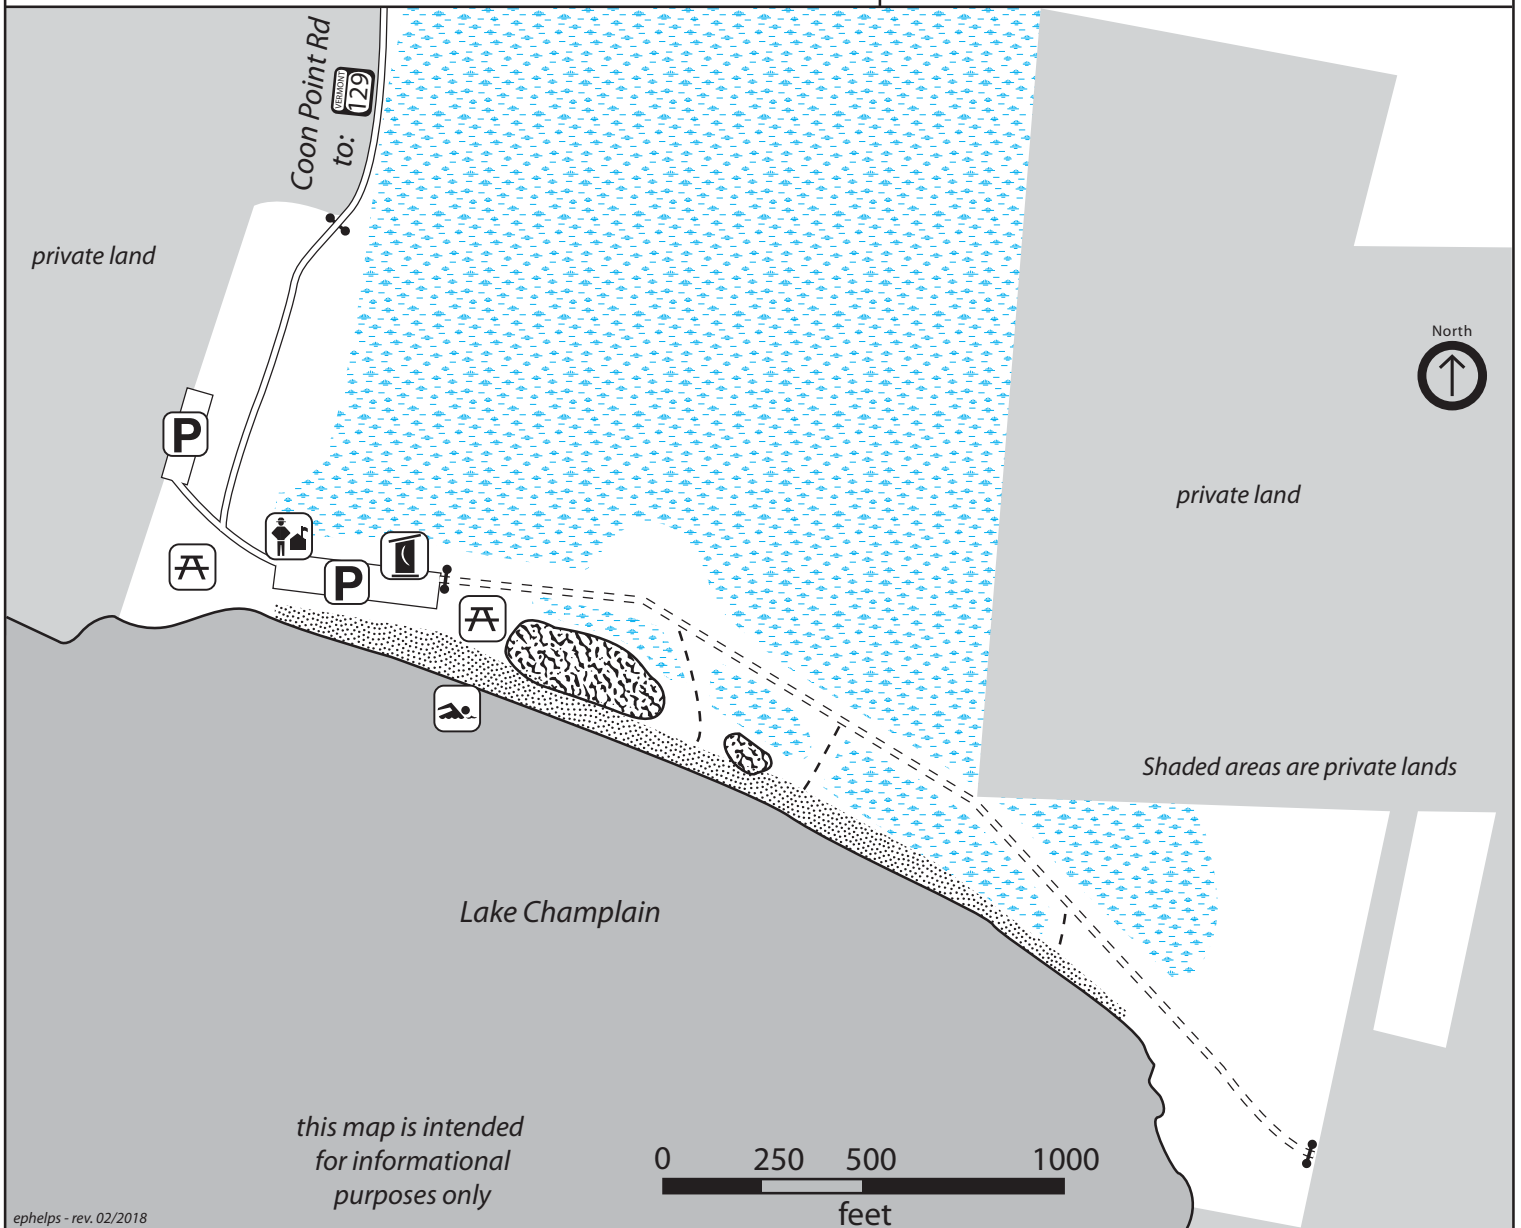 Coon Point Rd
to:
VERMONT
129
private land
North
P
private land
P
Shaded areas are private lands
Lake Champlain
this map is intended
for informational
purposes only
0 250 500 1000
feet
ephelps - rev. 02/2018